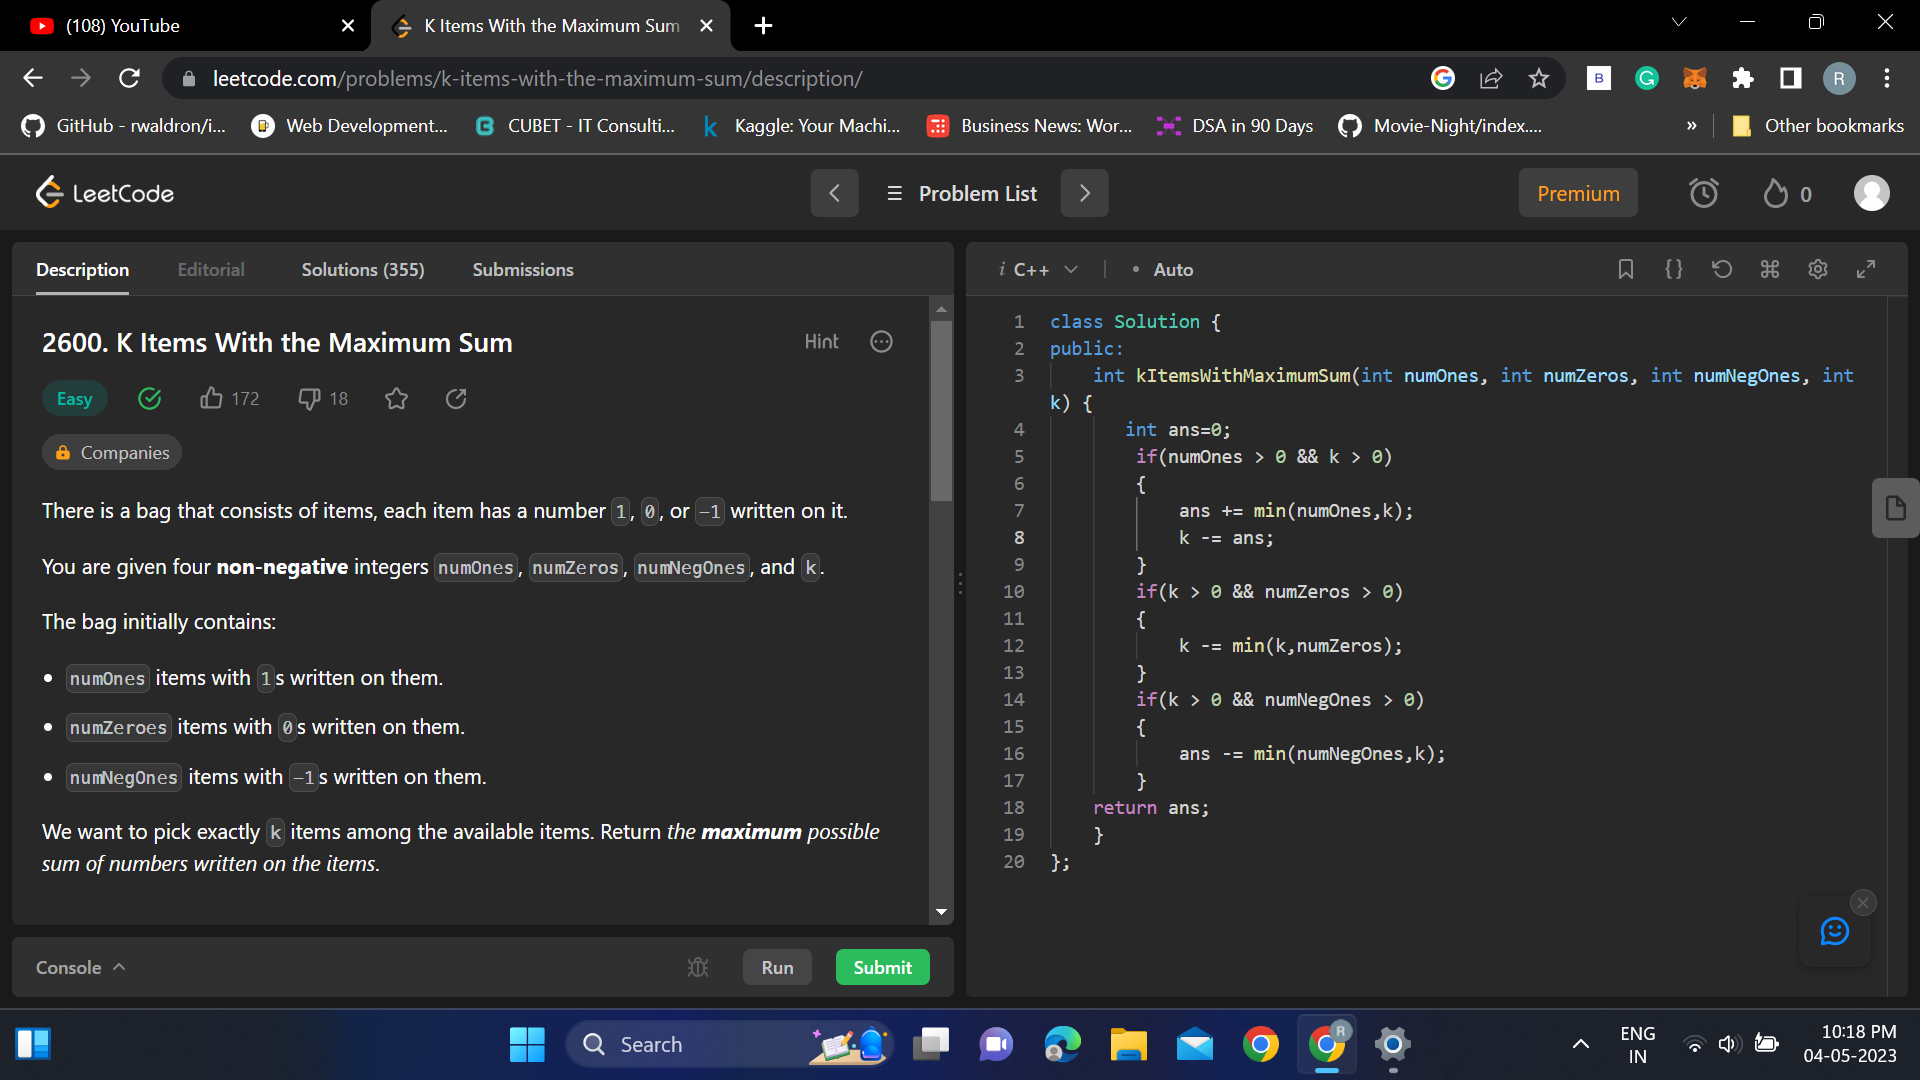 (108) YouTube
K Items With the Maximum Sum
leetcode.com/problems/k-items-with-the-maximum-sum/description/
GitHub - rwaldron/i...
Web Development...
CUBET - IT Consulti...
Kaggle: Your Machi...
Business News: Wor...
DSA in 90 Days
Movie-Night/index....
»
Other bookmarks
LeetCode
Problem List
Premium
0
Description
Editorial
Solutions (355)
Submissions
2600. K Items With the Maximum Sum
Hint
Easy
172
18
Companies
There is a bag that consists of items, each item has a number 1, 0, or -1 written on it.
You are given four non-negative integers numOnes, numZeros, numNegOnes, and k.
The bag initially contains:
• numOnes items with 1s written on them.
• numZeroes items with 0s written on them.
• numNegOnes items with -1s written on them.
We want to pick exactly k items among the available items. Return the maximum possible
sum of numbers written on the items.
Console
Run
Submit
i C++
• Auto
1 class Solution {
2 public:
3 int kItemsWithMaximumSum(int numOnes, int numZeros, int numNegOnes, int
k) {
4 int ans=0;
5 if(numOnes > 0 && k > 0)
6 {
7 ans += min(numOnes,k);
8 k -= ans;
9 }
10 if(k > 0 && numZeros > 0)
11 {
12 k -= min(k,numZeros);
13 }
14 if(k > 0 && numNegOnes > 0)
15 {
16 ans -= min(numNegOnes,k);
17 }
18 return ans;
19 }
20 };
Search
ENG
IN
10:18 PM
04-05-2023